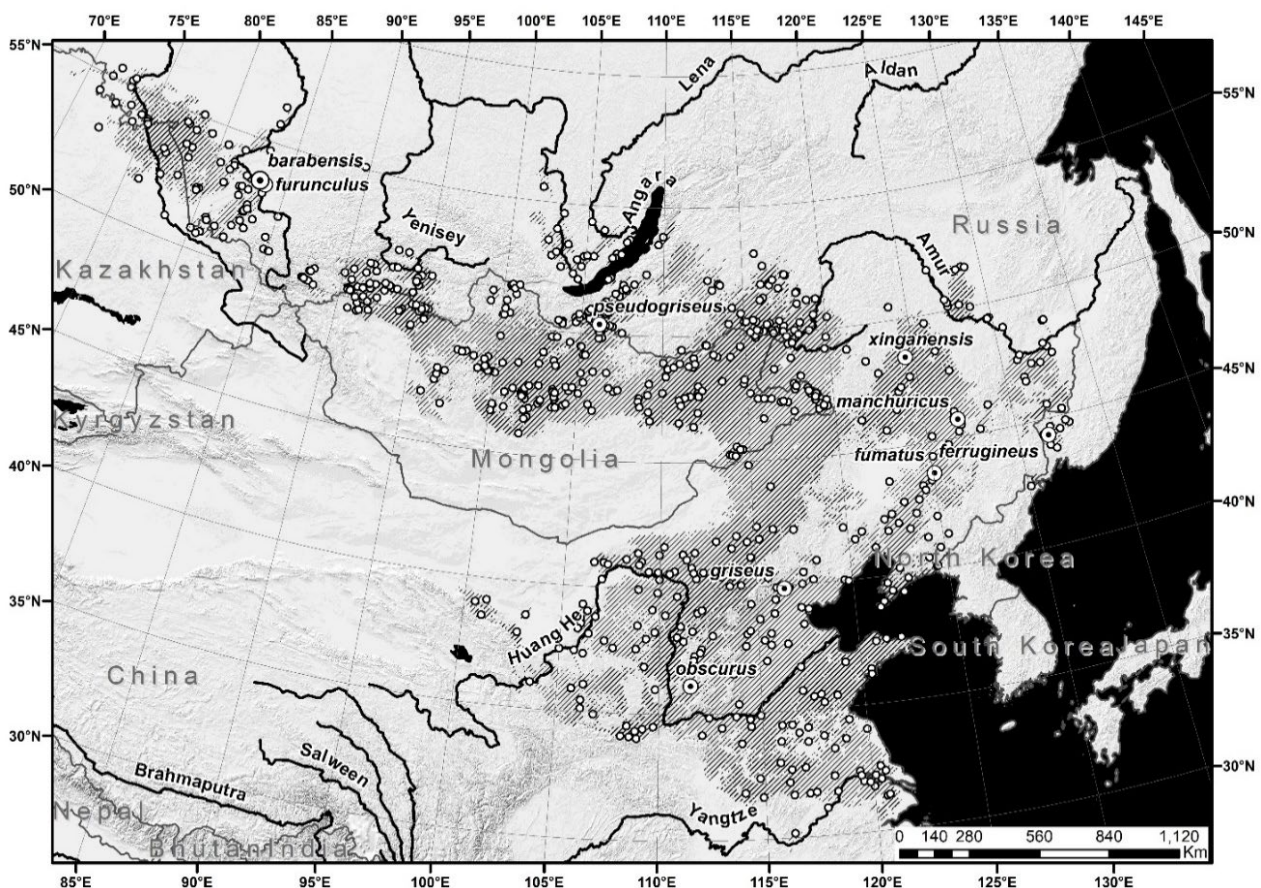 70°E 75°E 80°E 85°E 90°E 95°E 100°E 105°E 110°E 115°E 120°E 125°E 130°E 135°E 140°E 145°E
55°N
Lena
Aldan
55°N
barabensis
furunculus
50°N
Angara
Yenisey
Russia
50°N
Amur
Kazakhstan
pseudogriseus
xinganensis
45°N
45°N
manchuricus
Kyrgyzstan
fumatus
ferrugineus
Mongolia
40°N
40°N
North Korea
griseus
35°N
Huang He
35°N
South Korea
Japan
obscurus
China
30°N
Salween
30°N
Brahmaputra
Yangtze
Nepal
Bhutan
India
0 140 280 560 840 1,120
Km
85°E 90°E 95°E 100°E 105°E 110°E 115°E 120°E 125°E 130°E